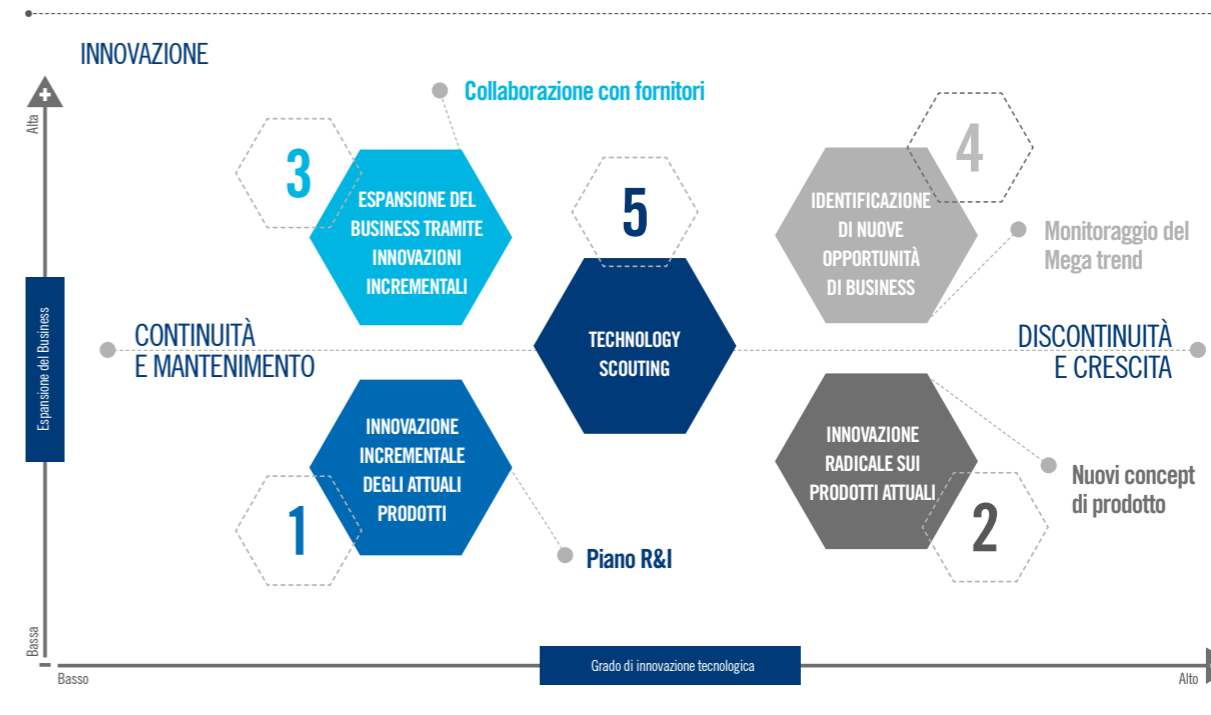 INNOVAZIONE
+
Alta
Collaborazione con fornitori
3
ESPANSIONE DEL
BUSINESS TRAMITE
INNOVAZIONI
INCREMENTALI
5
4
IDENTIFICAZIONE
DI NUOVE
OPPORTUNITÀ
DI BUSINESS
Monitoraggio del
Mega trend
Espansione del Business
CONTINUITÀ
E MANTENIMENTO
TECHNOLOGY
SCOUTING
DISCONTINUITÀ
E CRESCITA
1
INNOVAZIONE
INCREMENTALE
DEGLI ATTUALI
PRODOTTI
Piano R&I
INNOVAZIONE
RADICALE SUI
PRODOTTI ATTUALI
2
Nuovi concept
di prodotto
Bassa
Basso
Grado di innovazione tecnologica
Alto